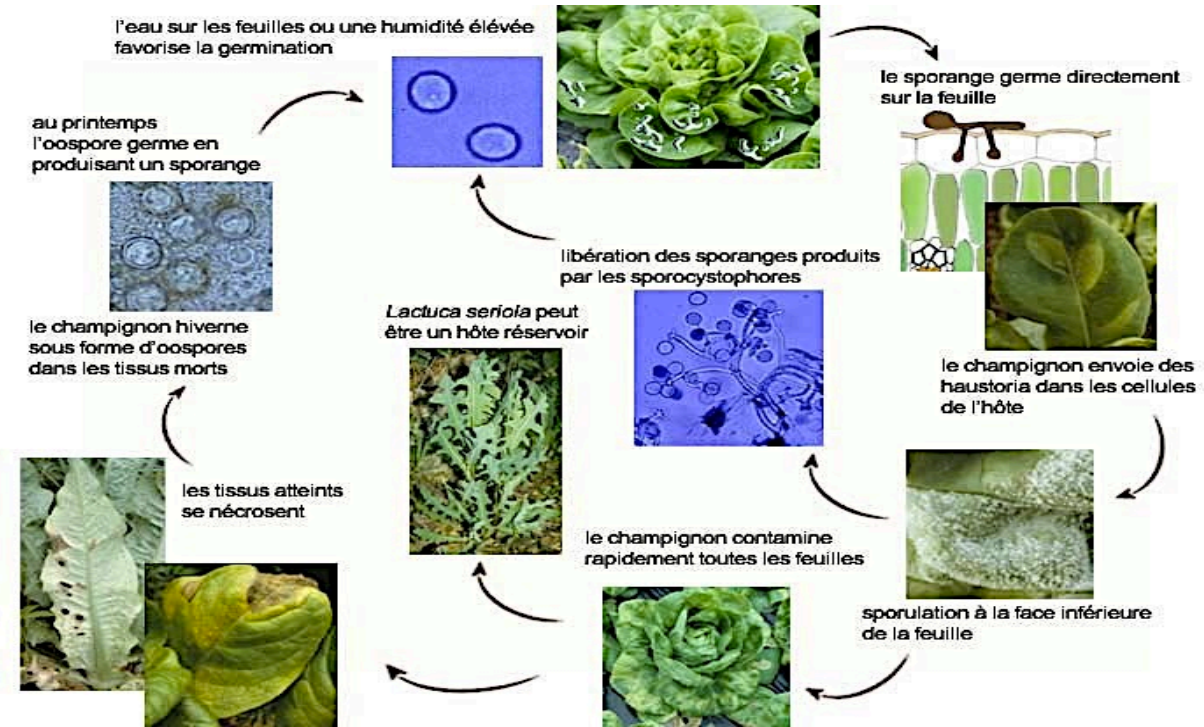 l'eau sur les feuilles ou une humidité élévée
favorise la germination
le sporange germe directement
sur la feuille
au printemps
l'oospore germe en
produisant un sporange
libération des sporanges produits
par les sporocystophores
Lactuca seriola peut
être un hôte réservoir
le champignon hiverne
sous forme d'oospores
dans les tissus morts
le champignon envoie des
haustoria dans les cellules
de l'hôte
les tissus atteints
se nécrosent
le champignon contamine
rapidement toutes les feuilles
sporulation à la face inférieure
de la feuille